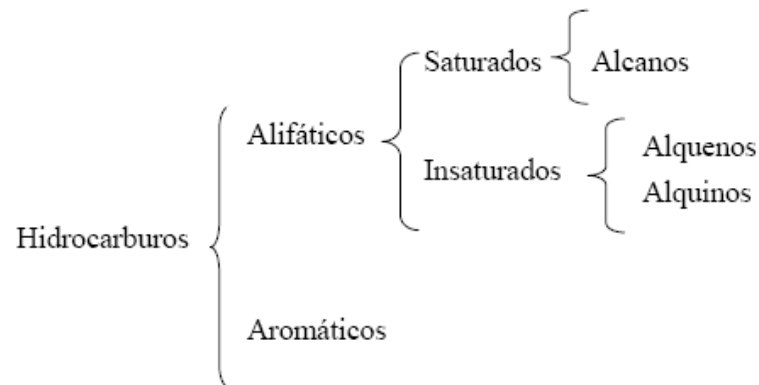 Saturados
Alcanos
Alifáticos
Insaturados
Alquenos
Alquinos
Hidrocarburos
Aromáticos